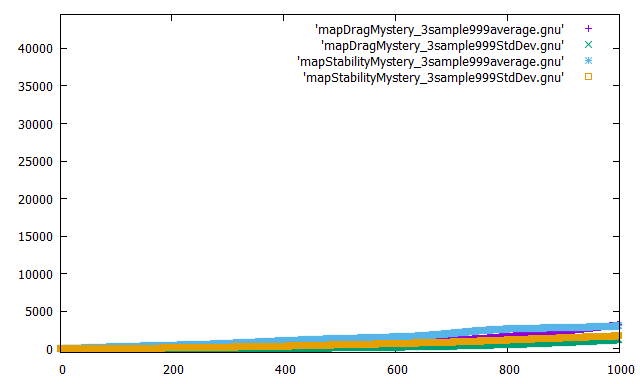 'mapDragMystery_3sample999average.gnu'
'mapDragMystery_3sample999StdDev.gnu'
'mapStabilityMystery_3sample999average.gnu'
'mapStabilityMystery_3sample999StdDev.gnu'
40000
35000
30000
25000
20000
15000
10000
5000
0
0 200 400 600 800 1000